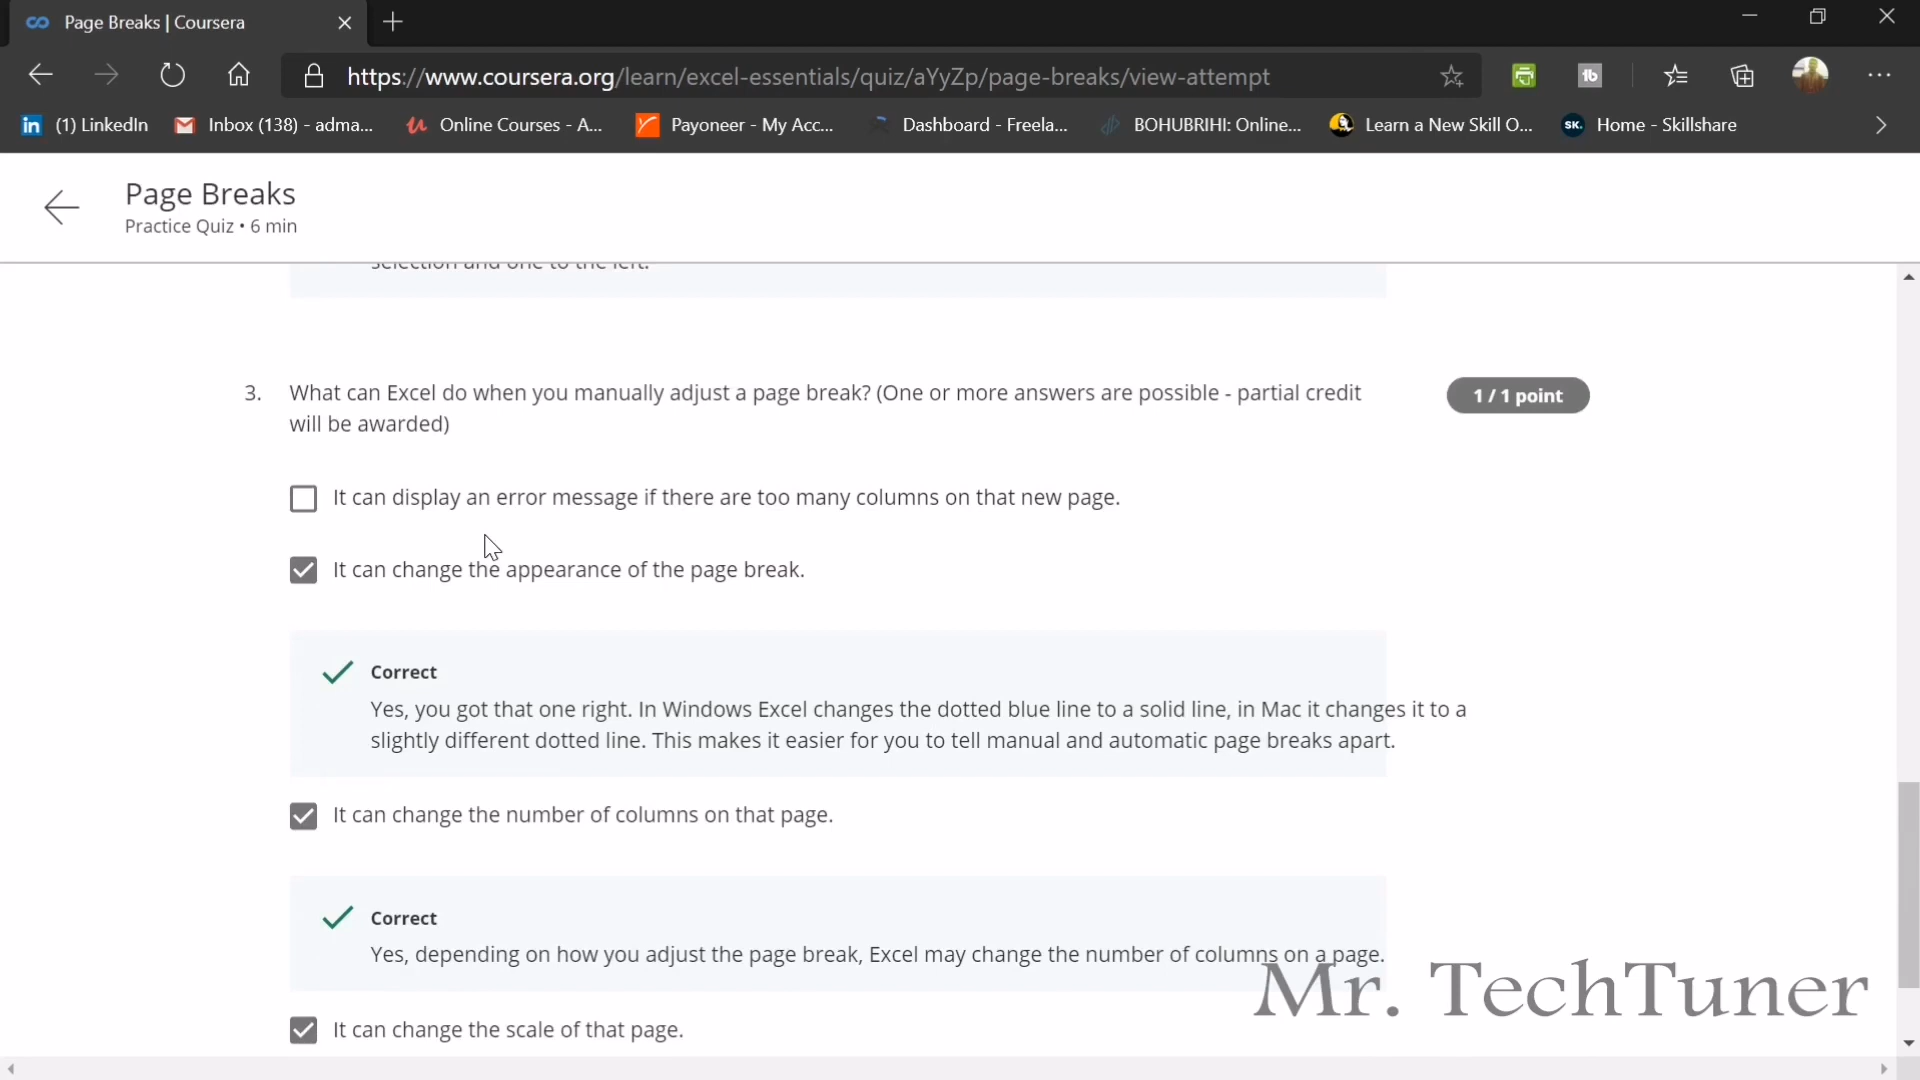 Page Breaks | Coursera
https://www.coursera.org/learn/excel-essentials/quiz/aYyZp/page-breaks/view-attempt
(1) LinkedIn
Inbox (138) - adma...
Online Courses - A...
Payoneer - My Acc...
Dashboard - Freela...
BOHUBRIHI: Online...
Learn a New Skill O...
SK.
Home - Skillshare
Page Breaks
Practice Quiz • 6 min
selection and one to the left.
3. What can Excel do when you manually adjust a page break? (One or more answers are possible - partial credit
will be awarded)
1 / 1 point
It can display an error message if there are too many columns on that new page.
It can change the appearance of the page break.
Correct
Yes, you got that one right. In Windows Excel changes the dotted blue line to a solid line, in Mac it changes it to a
slightly different dotted line. This makes it easier for you to tell manual and automatic page breaks apart.
It can change the number of columns on that page.
Correct
Yes, depending on how you adjust the page break, Excel may change the number of columns on a page.
Mr. TechTuner
It can change the scale of that page.